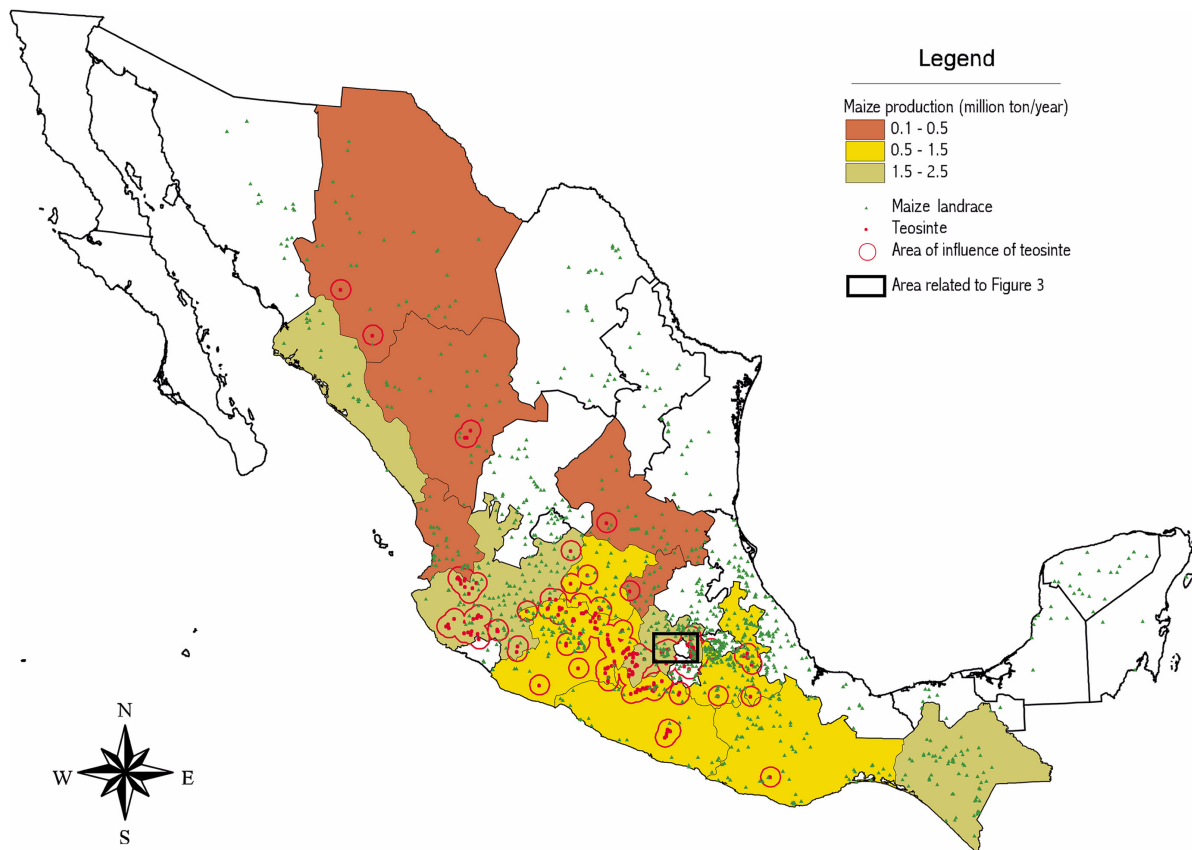 Legend
Maize production (million ton/year)
0.1 - 0.5
0.5 - 1.5
1.5 - 2.5
Maize landrace
Teosinte
Area of influence of teosinte
Area related to Figure 3
N
W E
S